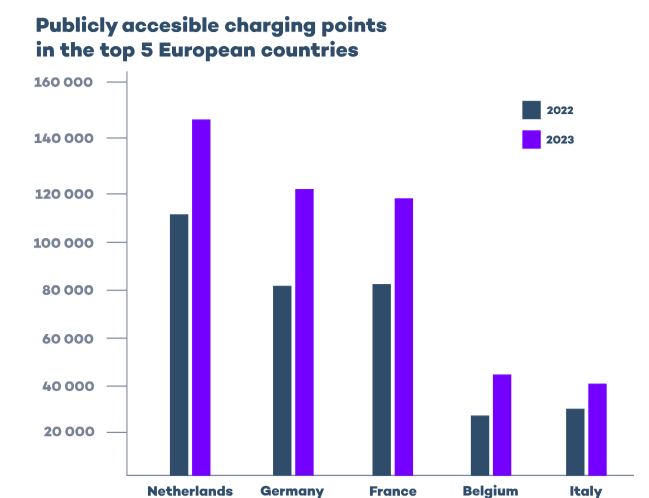 Publicly accesible charging points
in the top 5 European countries
160 000
140 000
120 000
100 000
80 000
60 000
40 000
20 000
2022
2023
Netherlands
Germany
France
Belgium
Italy